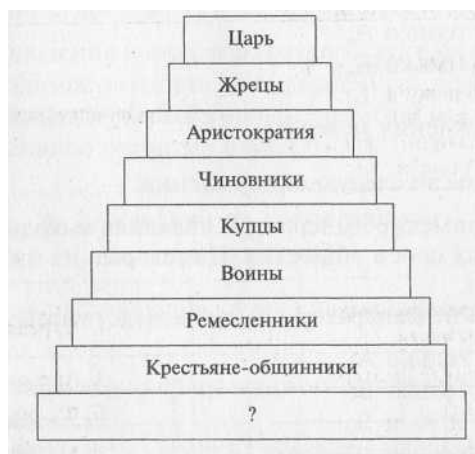 Царь
Жрецы
Аристократия
Чиновники
Купцы
Воины
Ремесленники
Крестьяне-общинники
?